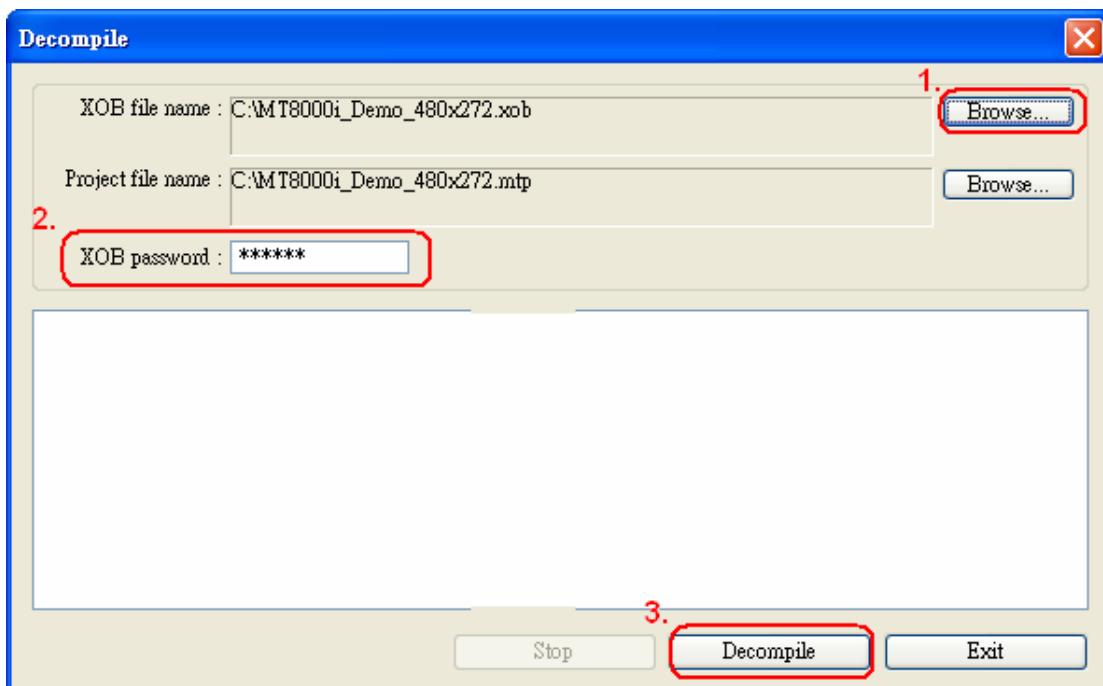 Decompile
1.
XOB file name : C:\MT8000i_Demo_480x272.xob Browse...
Project file name : C:\MT8000i_Demo_480x272.mtp Browse...
2.
XOB password : ******
3.
Stop Decompile Exit